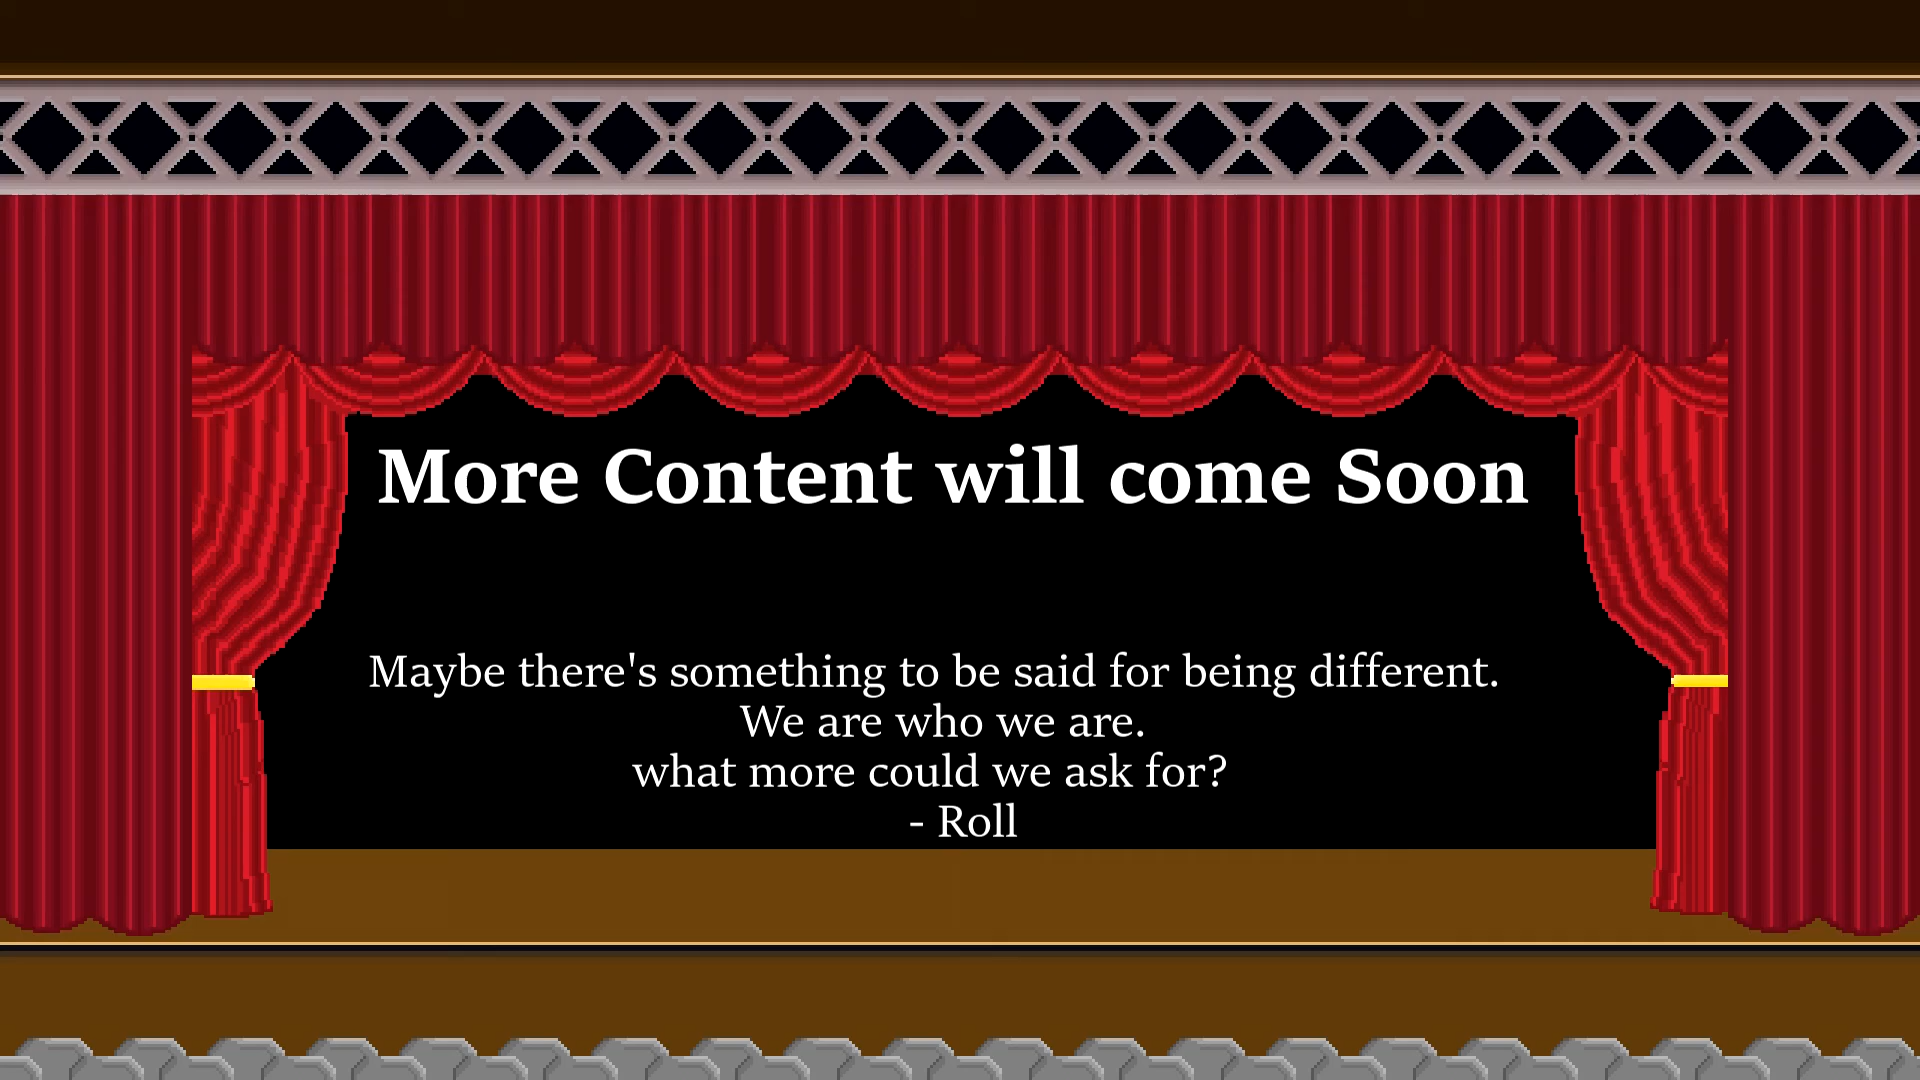 More Content will come Soon
Maybe there's something to be said for being different.
We are who we are.
what more could we ask for?
- Roll